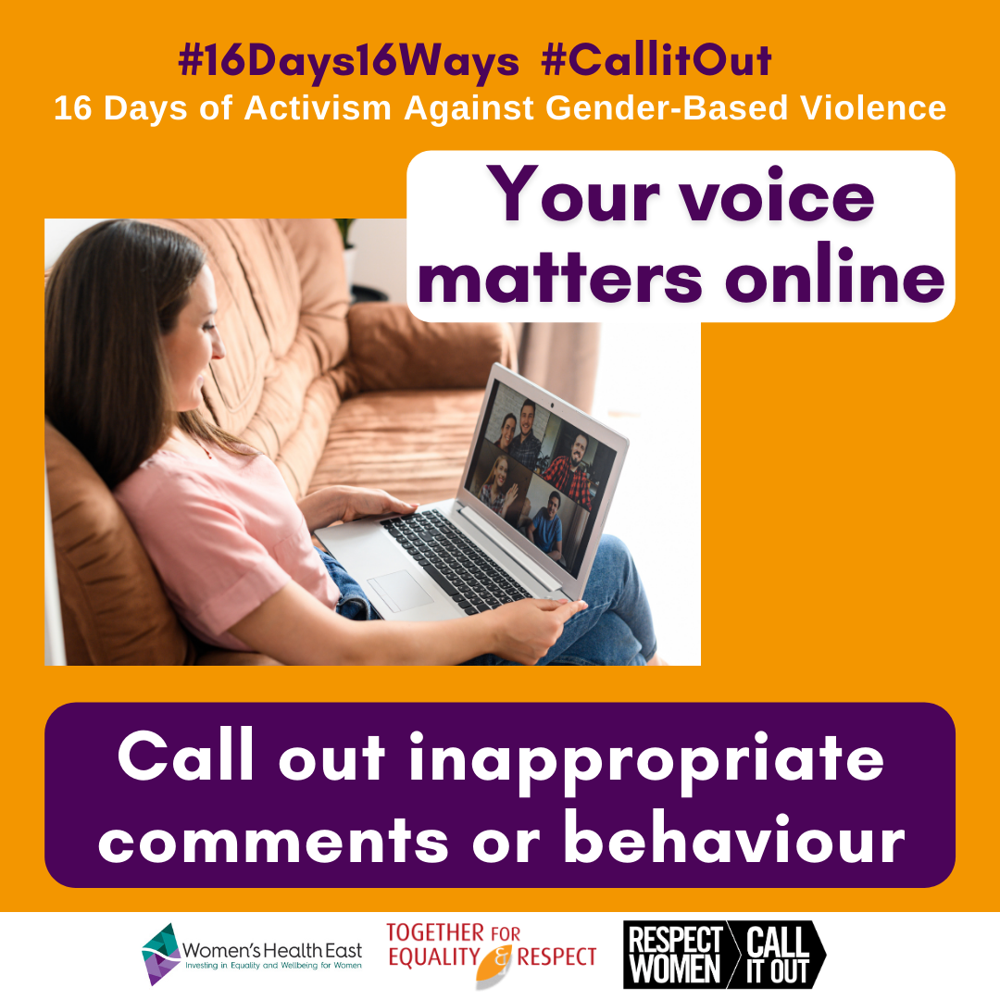 #16Days16Ways #CallitOut
16 Days of Activism Against Gender-Based Violence
Your voice
matters online
Call out inappropriate
comments or behaviour
Women's Health East
Investing in Equality and Wellbeing for Women
TOGETHER FOR
EQUALITY & RESPECT
RESPECT
WOMEN
CALL
IT OUT